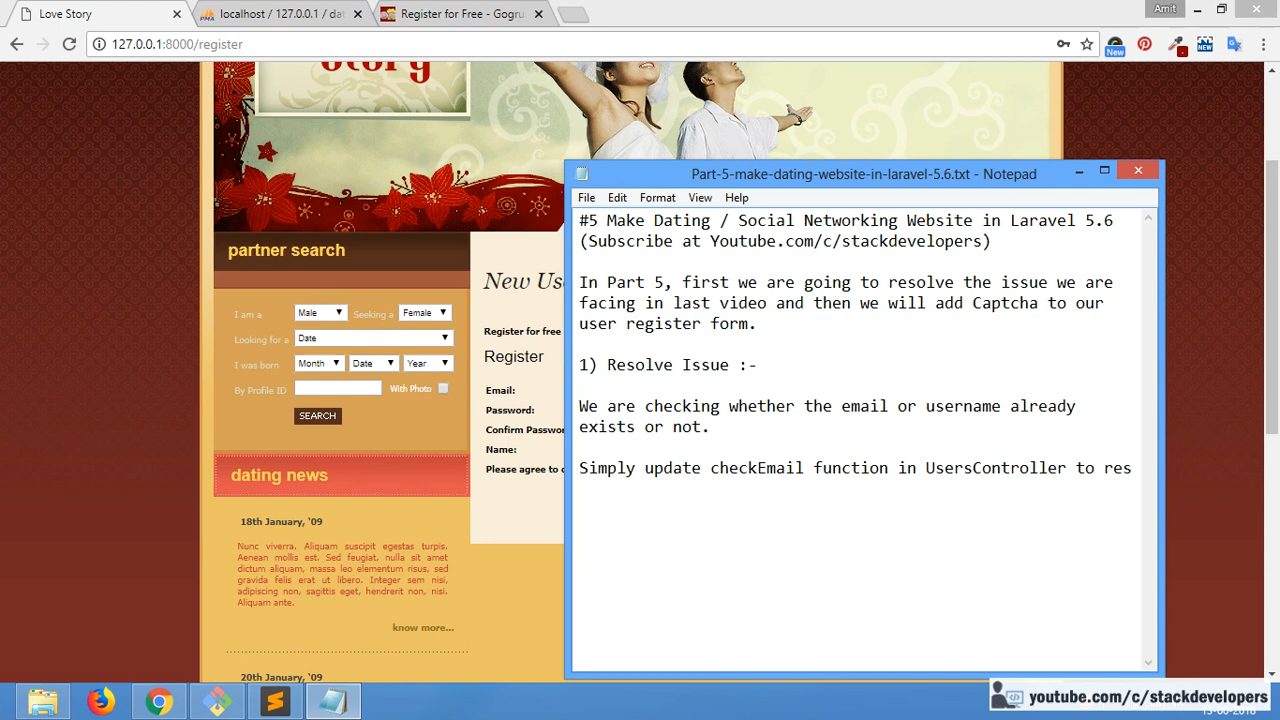 Love Story
localhost / 127.0.0.1 / dat
Register for Free - Gogru
Amit
127.0.0.1:8000/register
New
NEW
Story
partner search
I am a Male Seeking a Female
Looking for a Date
I was born Month Date Year
By Profile ID With Photo
SEARCH
dating news
18th January, '09
Nunc viverra. Aliquam suscipit egestas turpis.
Aenean mollis est. Sed feugiat, nulla sit amet
dictum aliquam, massa leo elementum risus, sed
gravida felis erat ut libero. Integer sem nisi,
adipiscing non, sagittis eget, hendrerit non, nisi.
Aliquam ante.
know more...
20th January, '09
New Us
Register for free
Register
Email:
Password:
Confirm Passwor
Name:
Please agree to
Part-5-make-dating-website-in-laravel-5.6.txt - Notepad
File Edit Format View Help
#5 Make Dating / Social Networking Website in Laravel 5.6
(Subscribe at Youtube.com/c/stackdevelopers)
In Part 5, first we are going to resolve the issue we are
facing in last video and then we will add Captcha to our
user register form.
1) Resolve Issue :-
We are checking whether the email or username already
exists or not.
Simply update checkEmail function in UsersController to res
youtube.com/c/stackdevelopers